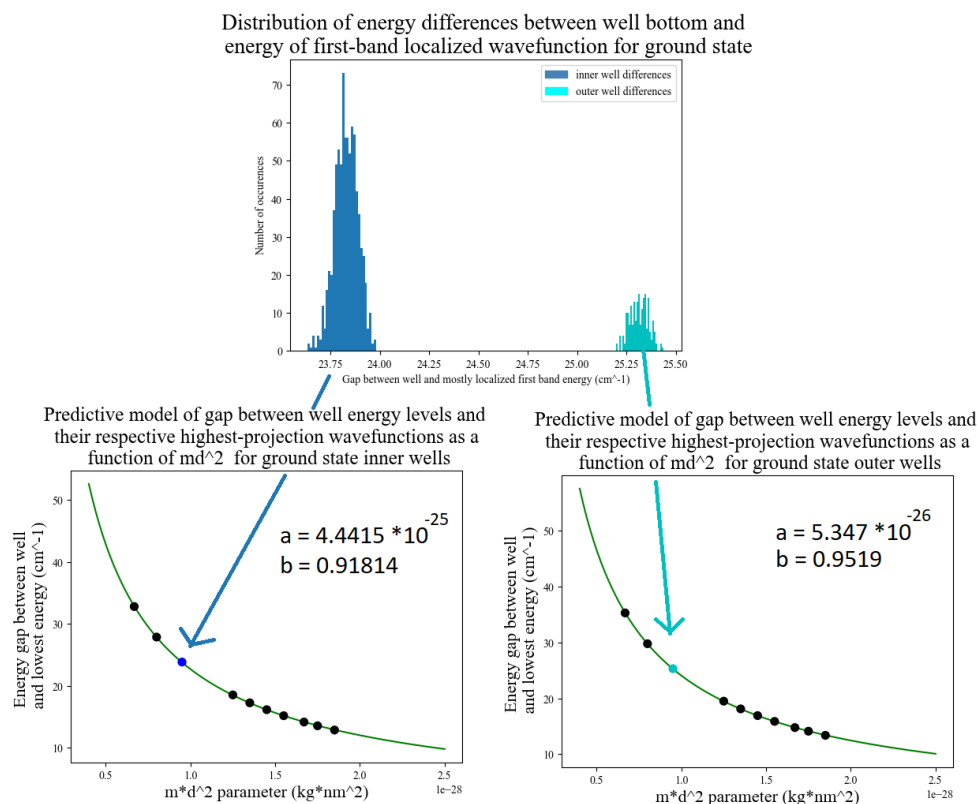 Distribution of energy differences between well bottom and
energy of first-band localized wavefunction for ground state
inner well differences
outer well differences
Number of occurences
70
60
50
40
30
20
10
0
23.75 24.00 24.25 24.50 24.75 25.00 25.25 25.50
Gap between well and mostly localized first band energy (cm^-1)
Predictive model of gap between well energy levels and
their respective highest-projection wavefunctions as a
function of md^2 for ground state inner wells
Energy gap between well
and lowest energy (cm^-1)
50
40
30
20
10
a = 4.4415 *10^-25
b = 0.91814
0.5 1.0 1.5 2.0 2.5
1e−28
m*d^2 parameter (kg*nm^2)
Predictive model of gap between well energy levels and
their respective highest-projection wavefunctions as a
function of md^2 for ground state outer wells
Energy gap between well
and lowest energy (cm^-1)
50
40
30
20
10
a = 5.347 *10^-26
b = 0.9519
0.5 1.0 1.5 2.0 2.5
1e−28
m*d^2 parameter (kg*nm^2)